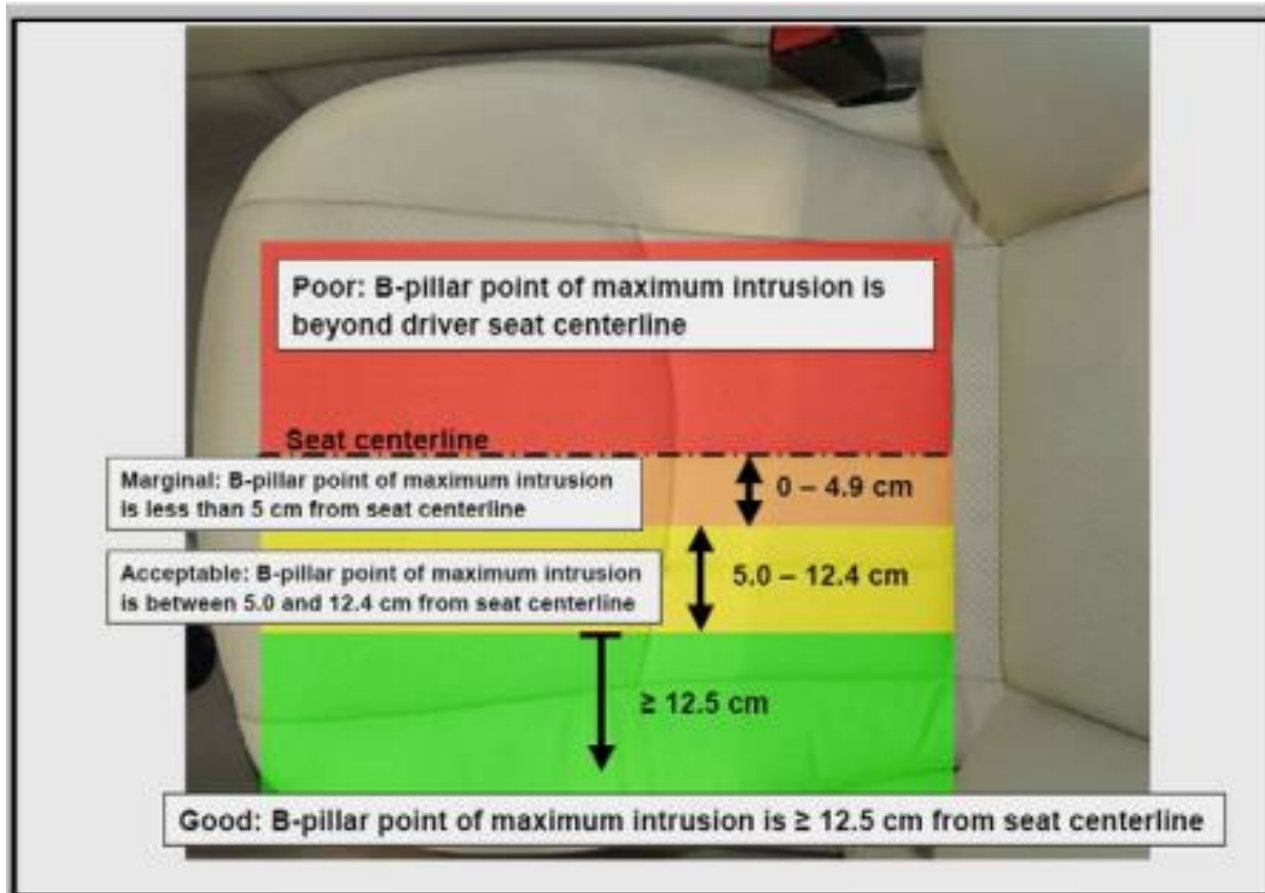 Poor: B-pillar point of maximum intrusion is
beyond driver seat centerline
Seat centerline
Marginal: B-pillar point of maximum intrusion
is less than 5 cm from seat centerline
0 – 4.9 cm
Acceptable: B-pillar point of maximum intrusion
is between 5.0 and 12.4 cm from seat centerline
5.0 – 12.4 cm
≥ 12.5 cm
Good: B-pillar point of maximum intrusion is ≥ 12.5 cm from seat centerline